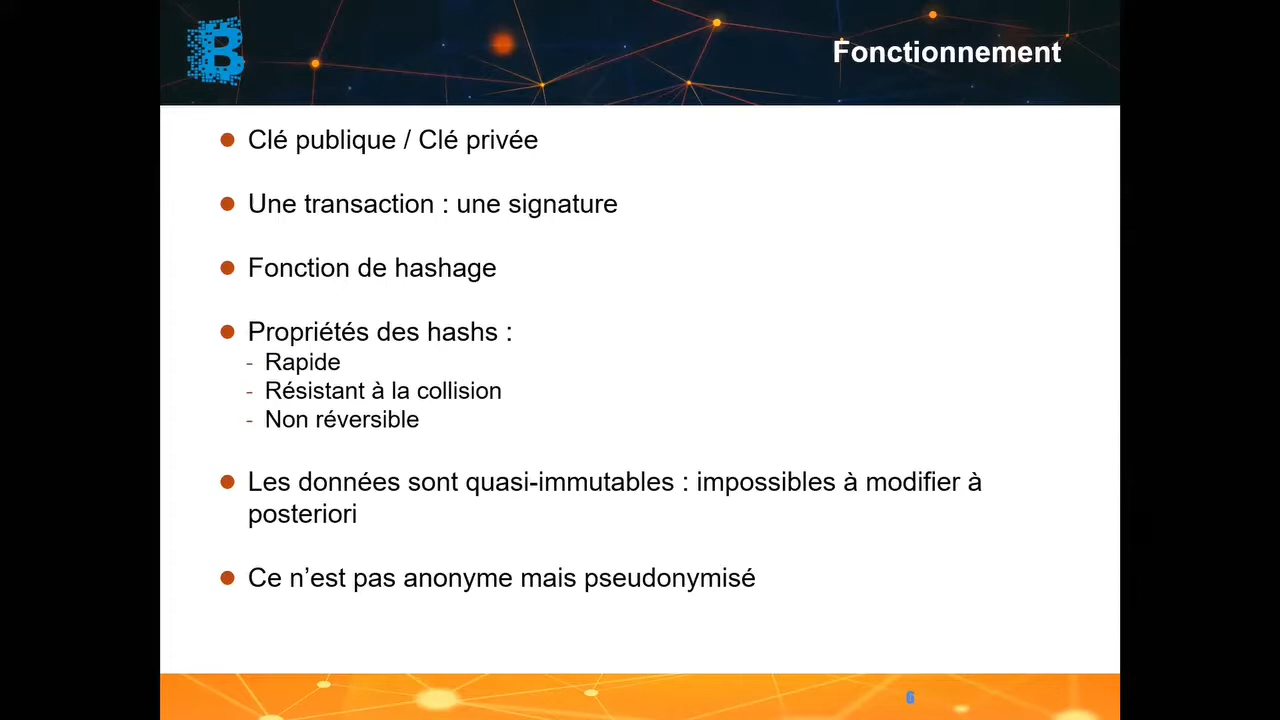 Fonctionnement
Clé publique / Clé privée
Une transaction : une signature
Fonction de hashage
Propriétés des hashs :
- Rapide
- Résistant à la collision
- Non réversible
Les données sont quasi-immutables : impossibles à modifier à
posteriori
Ce n’est pas anonyme mais pseudonymisé
6